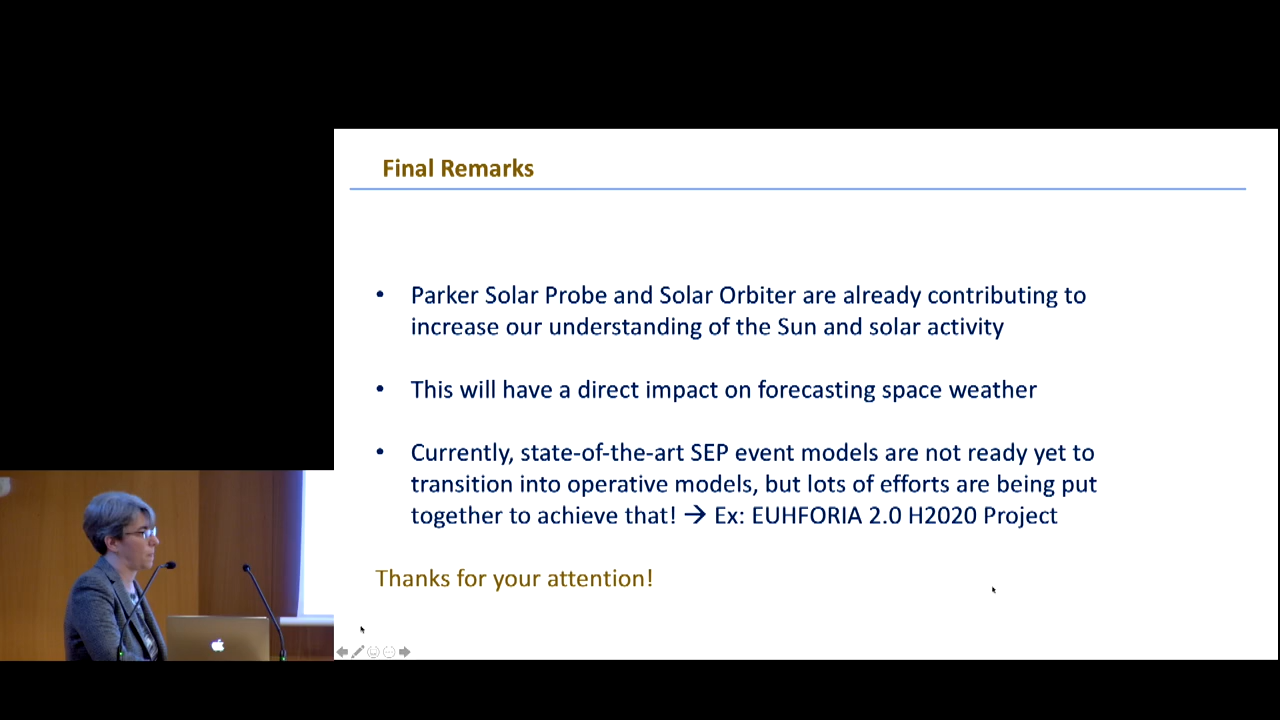 Final Remarks
• Parker Solar Probe and Solar Orbiter are already contributing to
increase our understanding of the Sun and solar activity
• This will have a direct impact on forecasting space weather
• Currently, state-of-the-art SEP event models are not ready yet to
transition into operative models, but lots of efforts are being put
together to achieve that! → Ex: EUHFORIA 2.0 H2020 Project
Thanks for your attention!